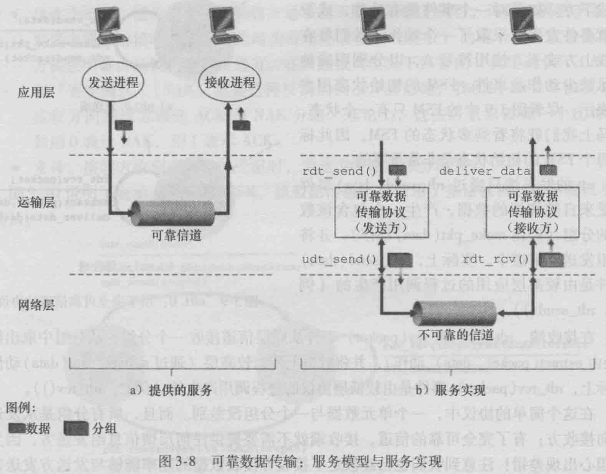 发送进程
接收进程
应用层
rdt_send()
deliver_data
运输层
可靠数据
传输协议
(发送方)
可靠数据
传输协议
(接收方)
可靠信道
udt_send()
rdt_rcv()
网络层
不可靠的信道
a) 提供的服务
b) 服务实现
图例:
数据
分组
图3-8 可靠数据传输：服务模型与服务实现